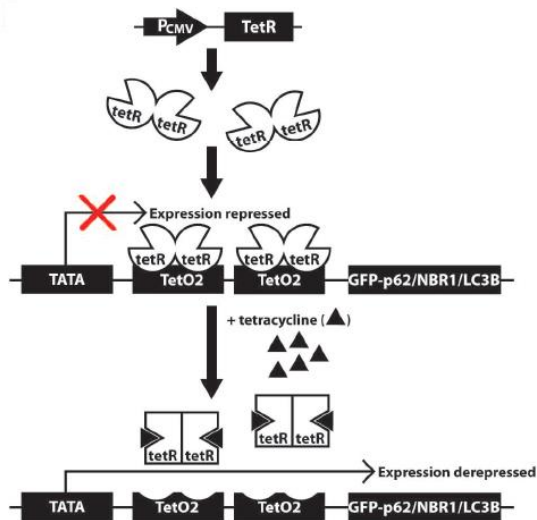 PCMV TetR
tetR tetR tetR tetR
Expression repressed
tetR tetR tetR tetR
TATA TetO2 TetO2 GFP-p62/NBR1/LC3B
+ tetracycline (▲)
tetR tetR tetR tetR
Expression derepressed
TATA TetO2 TetO2 GFP-p62/NBR1/LC3B